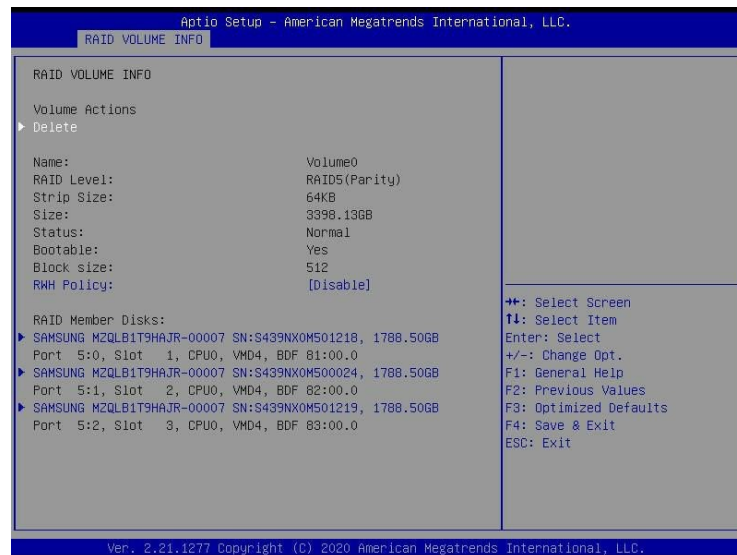 Aptio Setup – American Megatrends International, LLC.
RAID VOLUME INFO
RAID VOLUME INFO
Volume Actions
▶ Delete
Name: Volume0
RAID Level: RAID5(Parity)
Strip Size: 64KB
Size: 3398.13GB
Status: Normal
Bootable: Yes
Block size: 512
RWH Policy: [Disable]
RAID Member Disks:
▶ SAMSUNG MZQLB1T9HAJR-00007 SN:S439NX0M501218, 1788.50GB
Port 5:0, Slot 1, CPU0, VMD4, BDF 81:00.0
▶ SAMSUNG MZQLB1T9HAJR-00007 SN:S439NX0M500024, 1788.50GB
Port 5:1, Slot 2, CPU0, VMD4, BDF 82:00.0
▶ SAMSUNG MZQLB1T9HAJR-00007 SN:S439NX0M501219, 1788.50GB
Port 5:2, Slot 3, CPU0, VMD4, BDF 83:00.0
→←: Select Screen
↑↓: Select Item
Enter: Select
+/-: Change Opt.
F1: General Help
F2: Previous Values
F3: Optimized Defaults
F4: Save & Exit
ESC: Exit
Ver. 2.21.1277 Copyright (C) 2020 American Megatrends International, LLC.